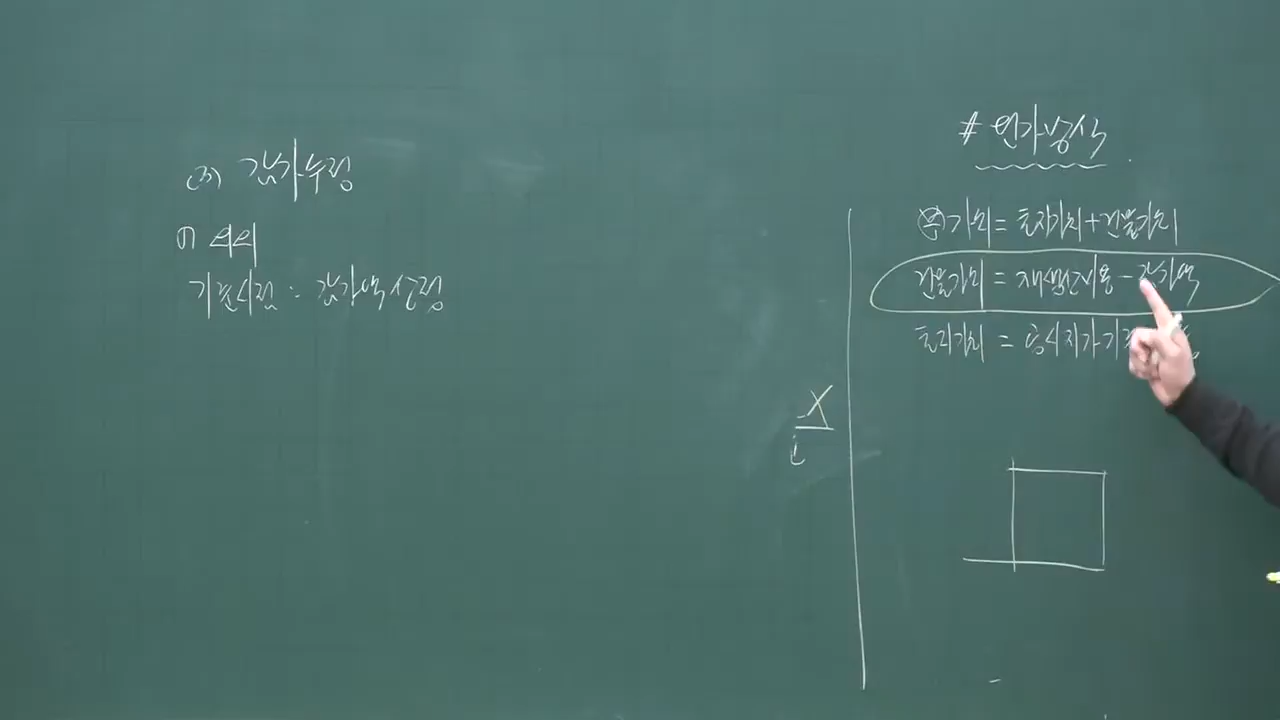 (3) 감가수정
1) 의의
기준시점 : 감가액 산정
# 원가방식
복 가치 = 토지가치 + 건물가치
건물가치 = 재생산비용 - 감가액
토지가치 = 공시지가기준
X
i